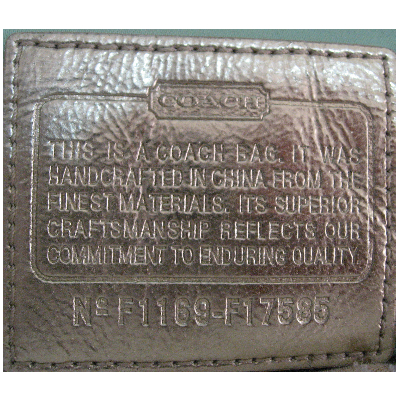 COACH
THIS IS A COACH BAG. IT WAS
HANDCRAFTED IN CHINA FROM THE
FINEST MATERIALS. ITS SUPERIOR
CRAFTSMANSHIP REFLECTS OUR
COMMITMENT TO ENDURING QUALITY.
Nº F1169-F17585